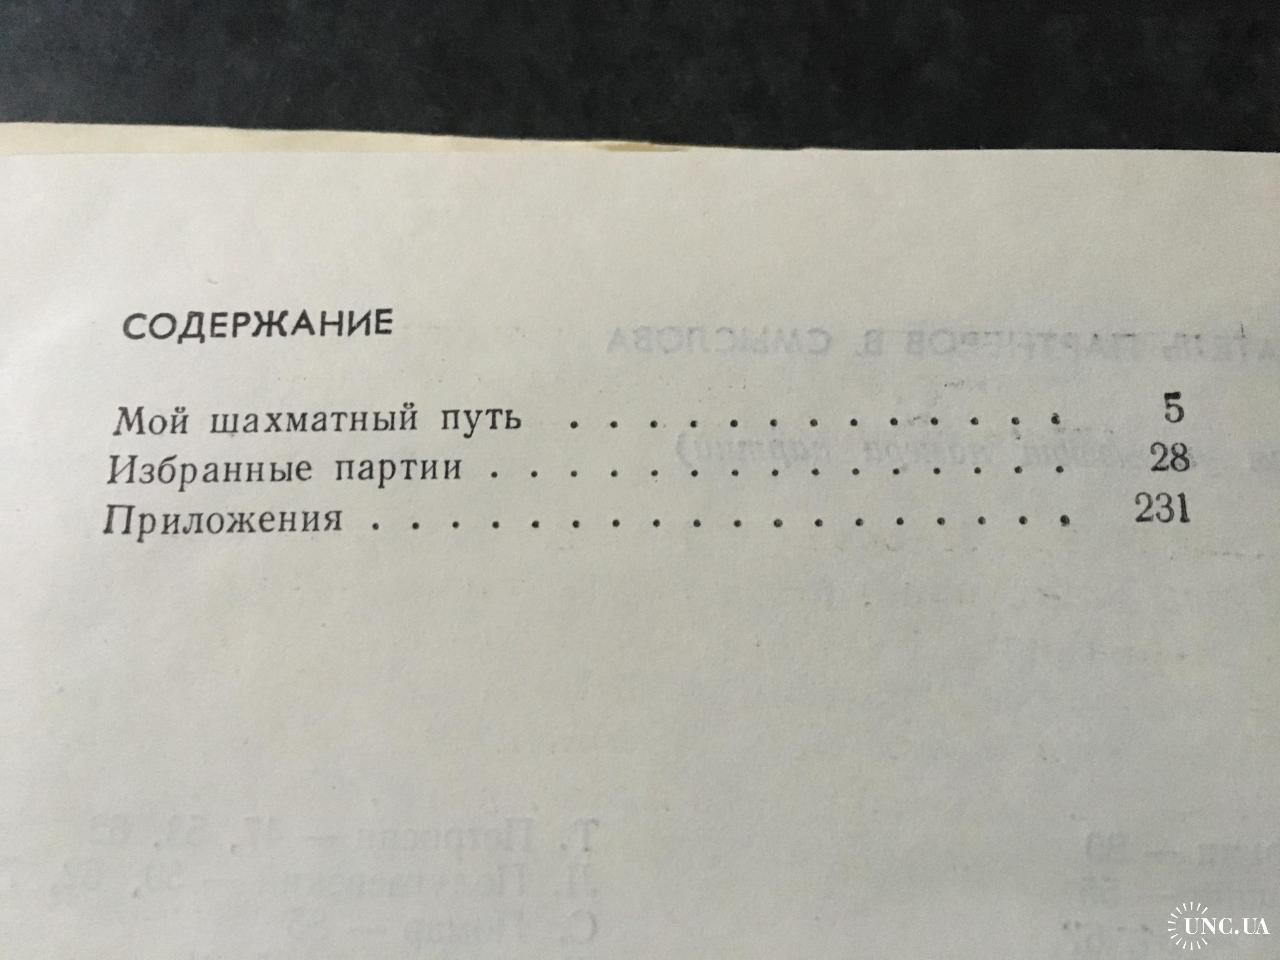 СОДЕРЖАНИЕ
Мой шахматный путь . . . . . . . . . . . . . 5
Избранные партии . . . . . . . . . . . . . . . 28
Приложения . . . . . . . . . . . . . . . . . . 231
UNC.UA